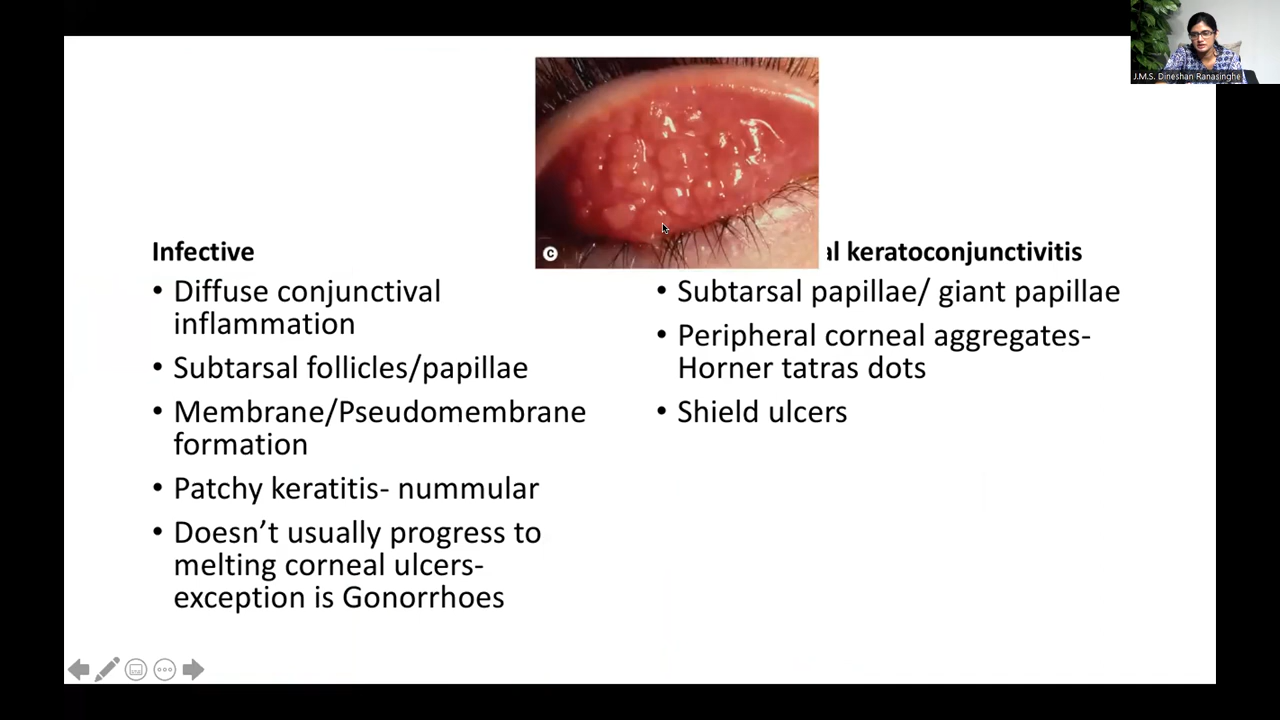 J.M.S. Dineshan Ranasinghe
C
Infective
• Diffuse conjunctival
inflammation
• Subtarsal follicles/papillae
• Membrane/Pseudomembrane
formation
• Patchy keratitis- nummular
• Doesn’t usually progress to
melting corneal ulcers-
exception is Gonorrhoes
al keratoconjunctivitis
• Subtarsal papillae/ giant papillae
• Peripheral corneal aggregates-
Horner tatras dots
• Shield ulcers